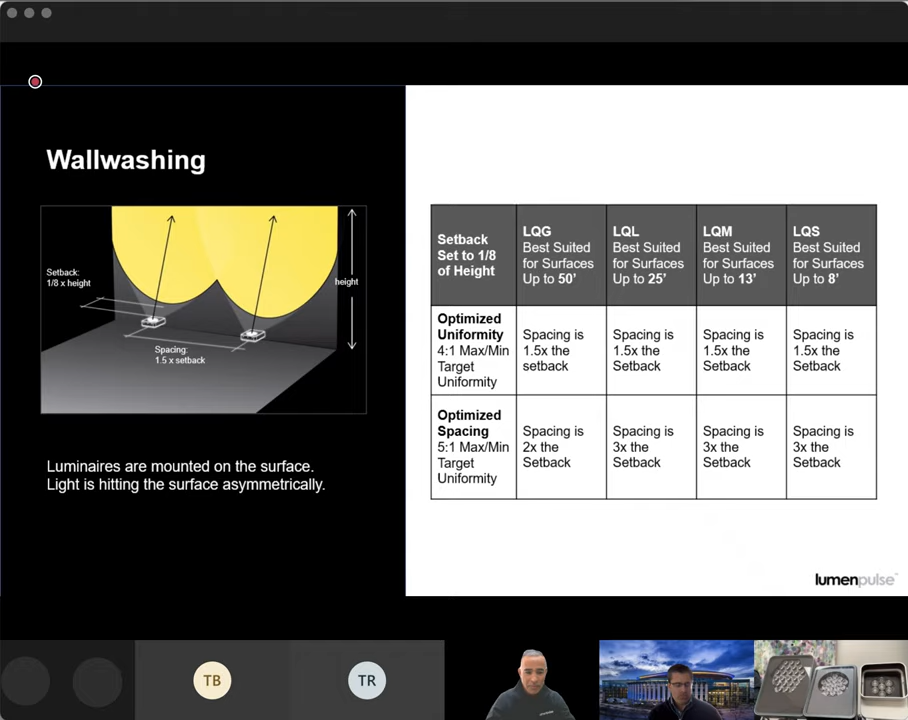 Wallwashing
Setback:
1/8 x height
height
Spacing:
1.5 x setback
Luminaires are mounted on the surface.
Light is hitting the surface asymmetrically.
Setback
Set to 1/8
of Height
LQG
Best Suited
for Surfaces
Up to 50’
LQL
Best Suited
for Surfaces
Up to 25’
LQM
Best Suited
for Surfaces
Up to 13’
LQS
Best Suited
for Surfaces
Up to 8’
Optimized
Uniformity
4:1 Max/Min
Target
Uniformity
Spacing is
1.5x the
setback
Spacing is
1.5x the
Setback
Spacing is
1.5x the
Setback
Spacing is
1.5x the
Setback
Optimized
Spacing
5:1 Max/Min
Target
Uniformity
Spacing is
2x the
Setback
Spacing is
3x the
Setback
Spacing is
3x the
Setback
Spacing is
3x the
Setback
lumenpulse™
TB
TR